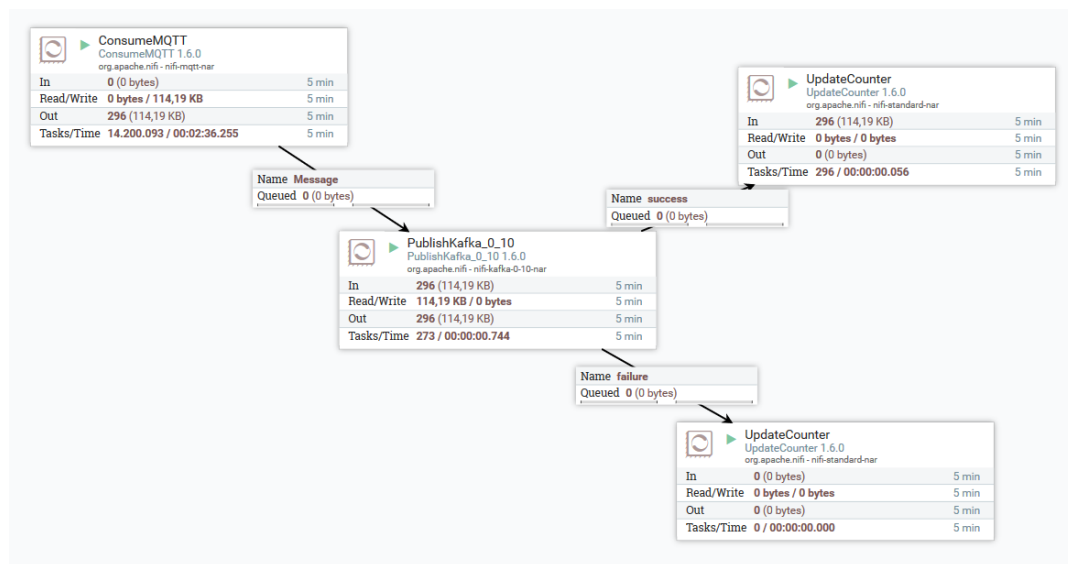 ConsumeMQTT
ConsumeMQTT 1.6.0
org.apache.nifi - nifi-mqtt-nar
In 0 (0 bytes) 5 min
Read/Write 0 bytes / 114,19 KB 5 min
Out 296 (114,19 KB) 5 min
Tasks/Time 14.200.093 / 00:02:36.255 5 min
Name Message
Queued 0 (0 bytes)
UpdateCounter
UpdateCounter 1.6.0
org.apache.nifi - nifi-standard-nar
In 296 (114,19 KB) 5 min
Read/Write 0 bytes / 0 bytes 5 min
Out 0 (0 bytes) 5 min
Tasks/Time 296 / 00:00:00.056 5 min
Name success
Queued 0 (0 bytes)
PublishKafka_0_10
PublishKafka_0_10 1.6.0
org.apache.nifi - nifi-kafka-0-10-nar
In 296 (114,19 KB) 5 min
Read/Write 114,19 KB / 0 bytes 5 min
Out 296 (114,19 KB) 5 min
Tasks/Time 273 / 00:00:00.744 5 min
Name failure
Queued 0 (0 bytes)
UpdateCounter
UpdateCounter 1.6.0
org.apache.nifi - nifi-standard-nar
In 0 (0 bytes) 5 min
Read/Write 0 bytes / 0 bytes 5 min
Out 0 (0 bytes) 5 min
Tasks/Time 0 / 00:00:00.000 5 min